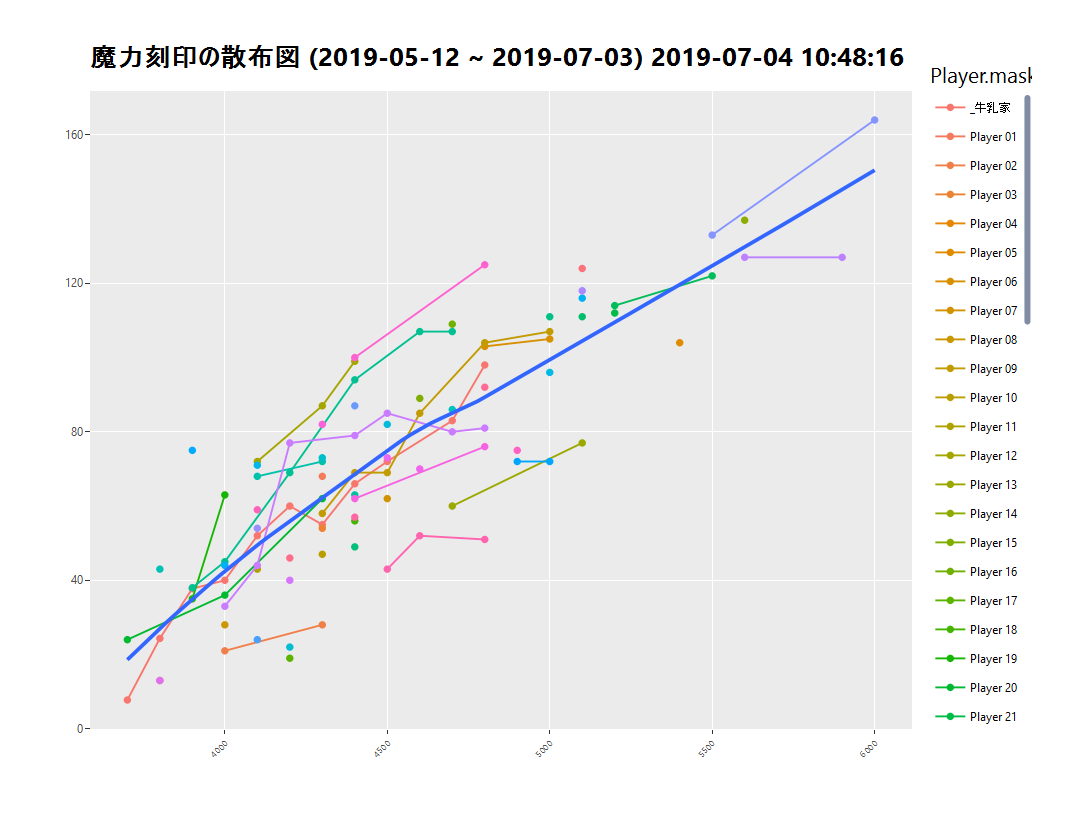 魔力刻印の散布図 (2019-05-12 ~ 2019-07-03) 2019-07-04 10:48:16
Player.mask
_牛乳家
Player 01
Player 02
Player 03
Player 04
Player 05
Player 06
Player 07
Player 08
Player 09
Player 10
Player 11
Player 12
Player 13
Player 14
Player 15
Player 16
Player 17
Player 18
Player 19
Player 20
Player 21
160
120
80
40
0
4000
4500
5000
5500
6000